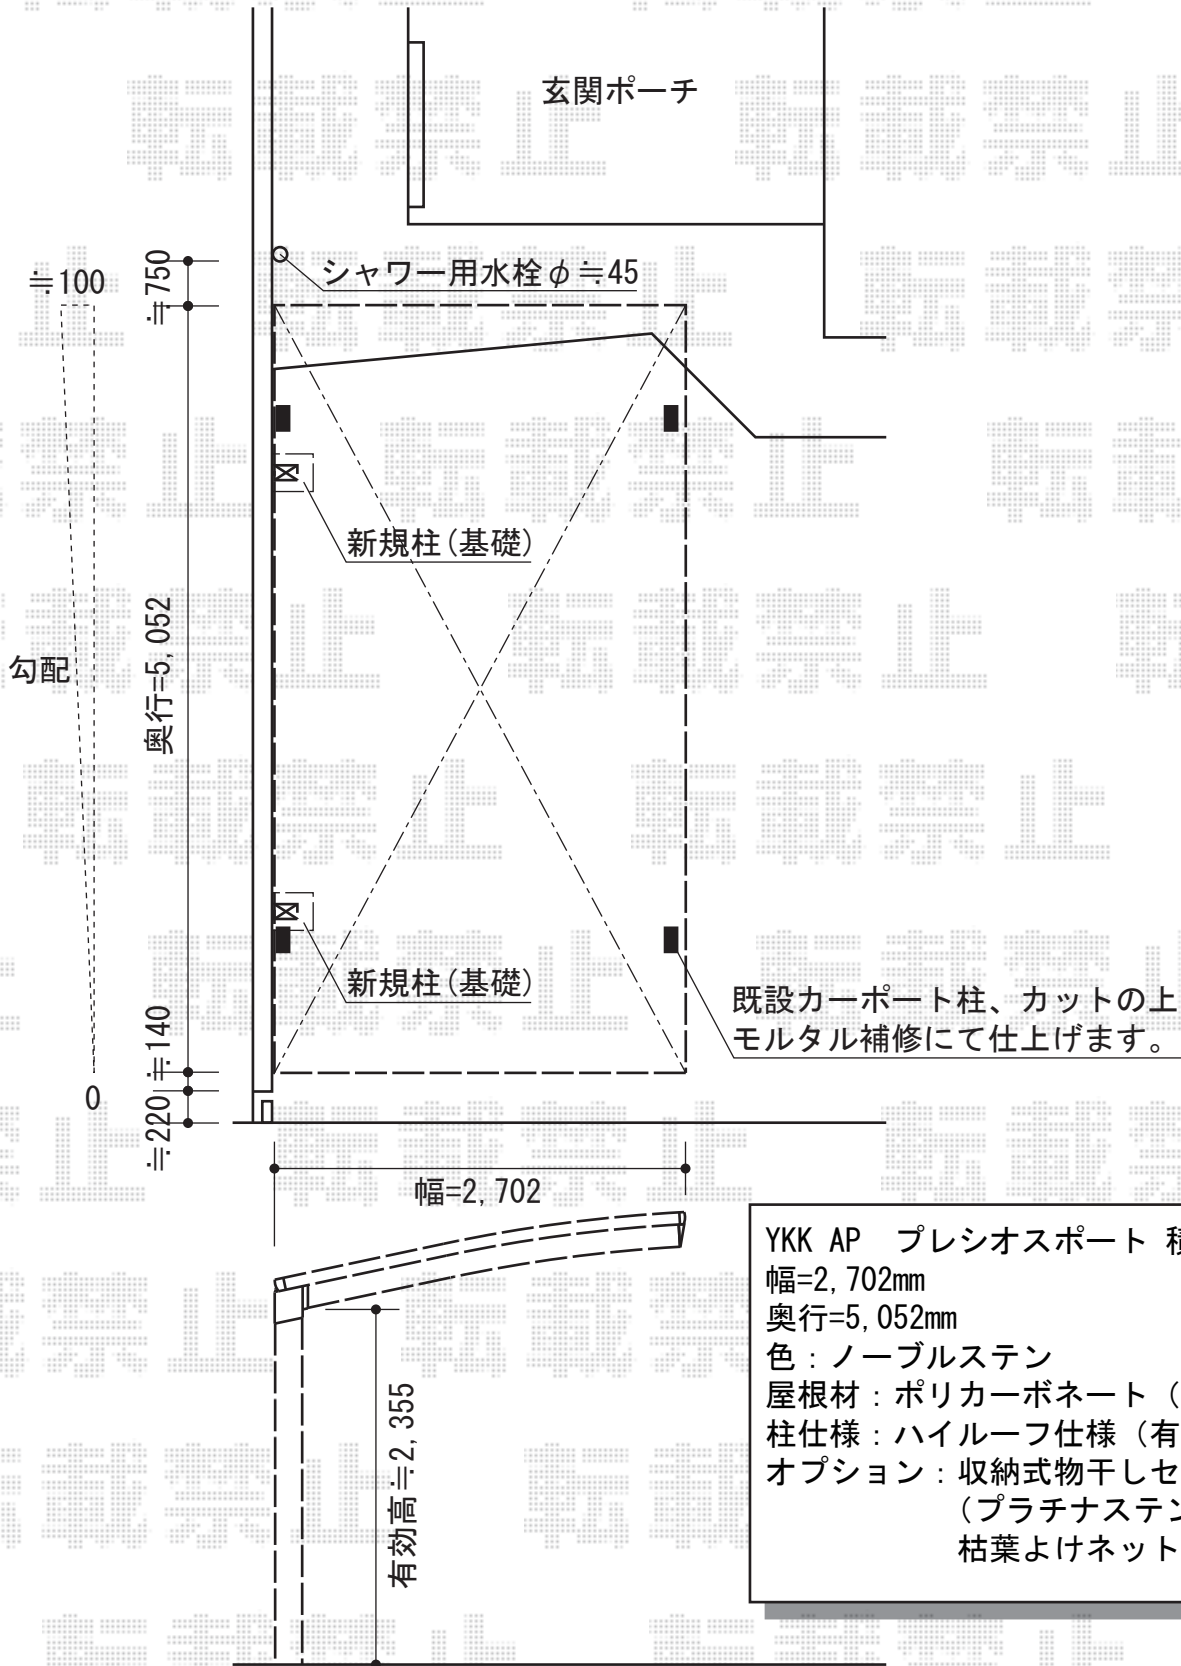 玄関ポーチ
≒750
シャワー用水栓φ≒45
≒100
新規柱(基礎)
奥行=5,052
勾配
新規柱(基礎)
既設カーポート柱、カットの上
モルタル補修にて仕上げます。
≒140
0
≒220
幅=2,702
YKK AP プレシオスポート 積
幅=2,702mm
奥行=5,052mm
色：ノーブルステン
屋根材：ポリカーボネート（
柱仕様：ハイルーフ仕様（有
オプション：収納式物干しセ
（プラチナステン
枯葉よけネット
有効高≒2,355
転載禁止